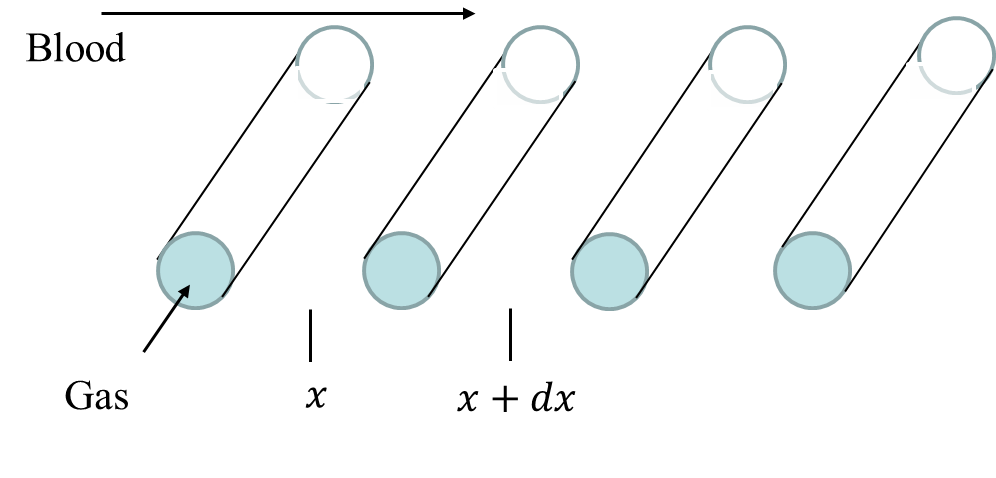 Blood
Gas
x
x + dx